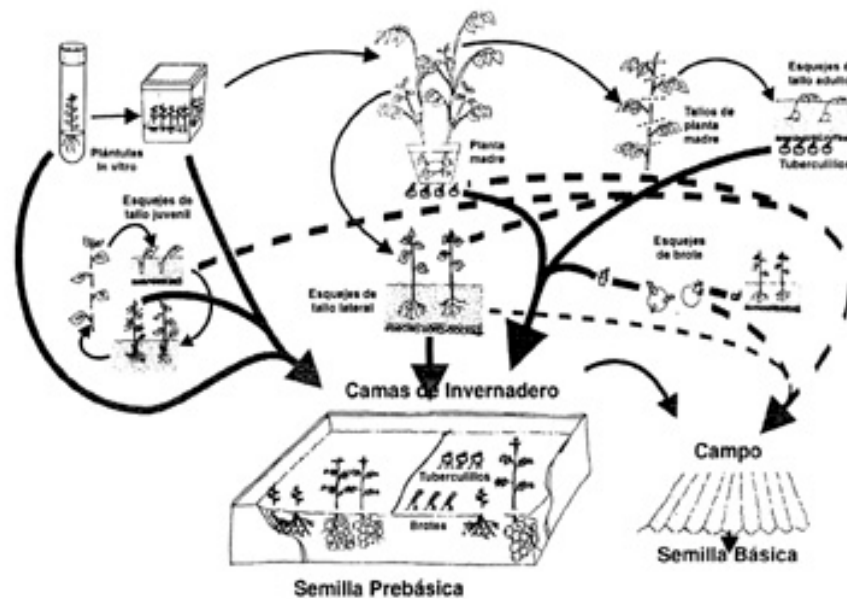 Plántulas
In vitro
Esquejes de
tallo juvenil
Planta
madre
Tallos de
planta
madre
Esquejes de
tallo adulto
Tuberculillos
Esquejes
de brote
Esquejes de
tallo lateral
Camas de Invernadero
Tuberculillos
Brotes
Campo
Semilla Básica
Semilla Prebásica